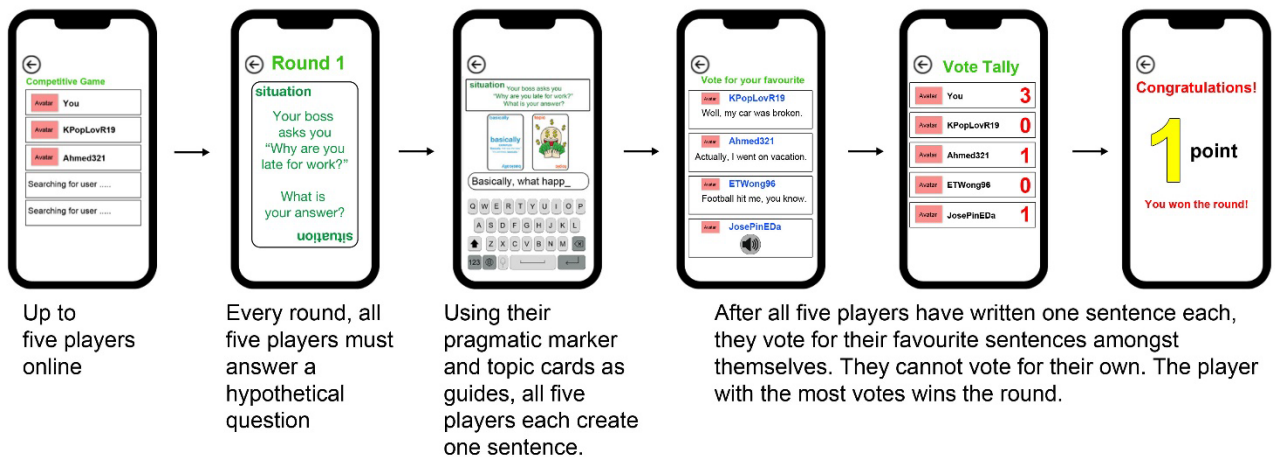 Competitive Game
Avatar You
Avatar KPopLovR19
Avatar Ahmed321
Searching for user .....
Searching for user .....
Up to
five players
online
Round 1
situation
Your boss
asks you
“Why are you
late for work?”
What is
your answer?
situation
Every round, all
five players must
answer a
hypothetical
question
situation Your boss asks you
“Why are you late for work?”
What is your answer?
basically
basically
basically
topic
topic
Basically, what happ_
Q W E R T Y U I O P
A S D F G H J K L
Z X C V B N M
123
Using their
pragmatic marker
and topic cards as
guides, all five
players each create
one sentence.
Vote for your favourite
Avatar KPopLovR19
Well, my car was brokon.
Avatar Ahmed321
Actually, I went on vacation.
Avatar ETWong96
Football hit me, you know.
Avatar JosePinEDa
Vote Tally
Avatar You 3
Avatar KPopLovR19 0
Avatar Ahmed321 1
Avatar ETWong96 0
Avatar JosePinEDa 1
Congratulations!
1 point
You won the round!
After all five players have written one sentence each,
they vote for their favourite sentences amongst
themselves. They cannot vote for their own. The player
with the most votes wins the round.